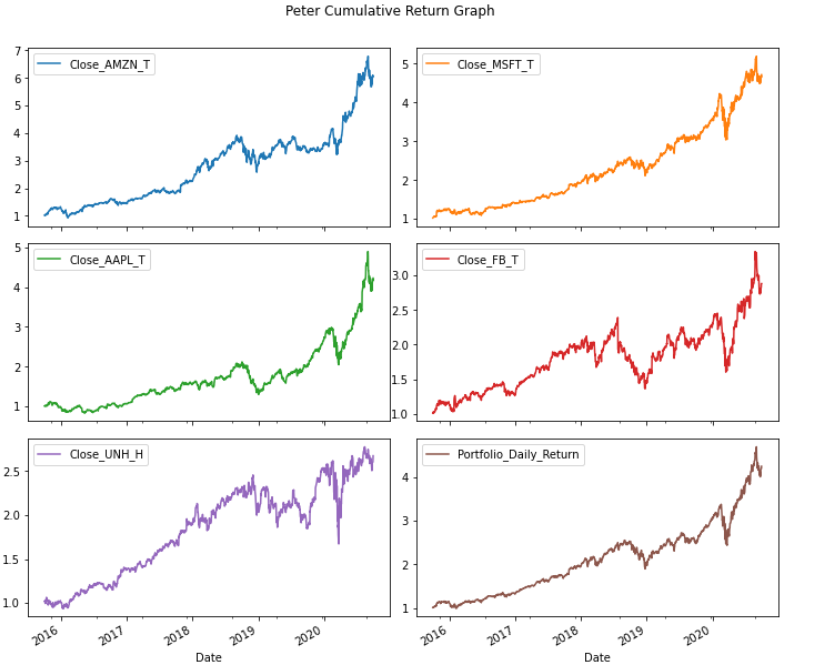 Peter Cumulative Return Graph
Close_AMZN_T
7
6
5
4
3
2
1
Close_MSFT_T
5
4
3
2
1
Close_AAPL_T
5
4
3
2
1
Close_FB_T
3.0
2.5
2.0
1.5
1.0
Close_UNH_H
2.5
2.0
1.5
1.0
2016 2017 2018 2019 2020
Date
Portfolio_Daily_Return
4
3
2
1
2016 2017 2018 2019 2020
Date